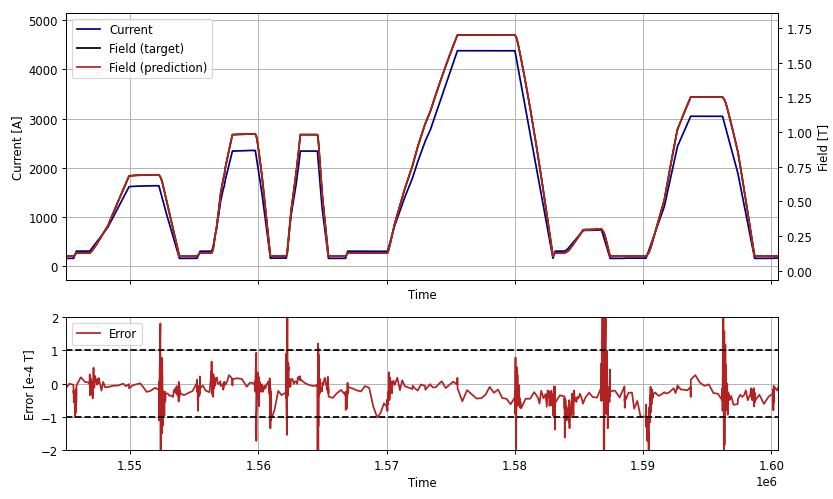 5000
4000
3000
2000
1000
0
Current [A]
Current
Field (target)
Field (prediction)
1.75
1.50
1.25
1.00
0.75
0.50
0.25
0.00
Field [T]
Time
2
1
0
−1
−2
Error [e-4 T]
Error
1.55
1.56
1.57
1.58
1.59
1.60
1e6
Time